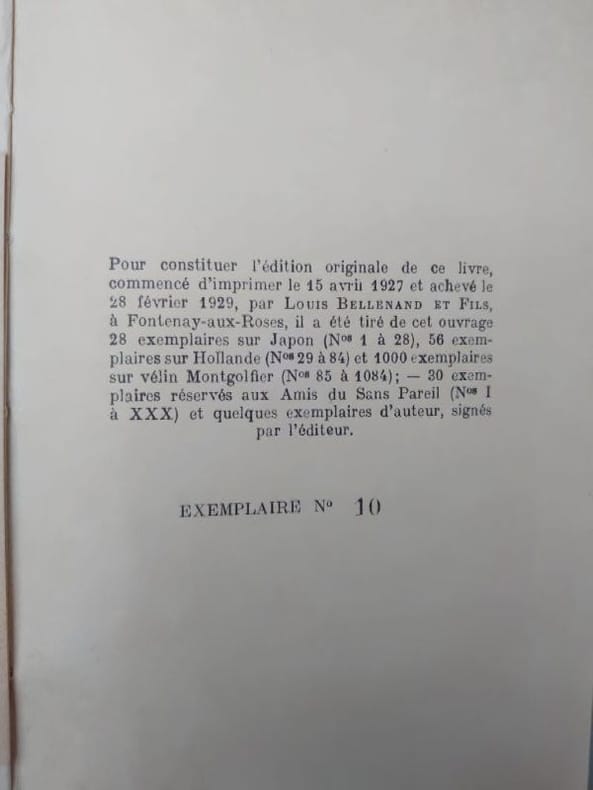 Pour constituer l'édition originale de ce livre,
commencé d'imprimer le 15 avril 1927 et achevé le
28 février 1929, par LOUIS BELLENAND ET FILS,
à Fontenay-aux-Roses, il a été tiré de cet ouvrage
28 exemplaires sur Japon (Nos 1 à 28), 56 exem-
plaires sur Hollande (Nos 29 à 84) et 1000 exemplaires
sur vélin Montgolfier (Nos 85 à 1084); — 30 exem-
plaires réservés aux Amis du Sans Pareil (Nos I
à XXX) et quelques exemplaires d'auteur, signés
par l'éditeur.
EXEMPLAIRE No 10